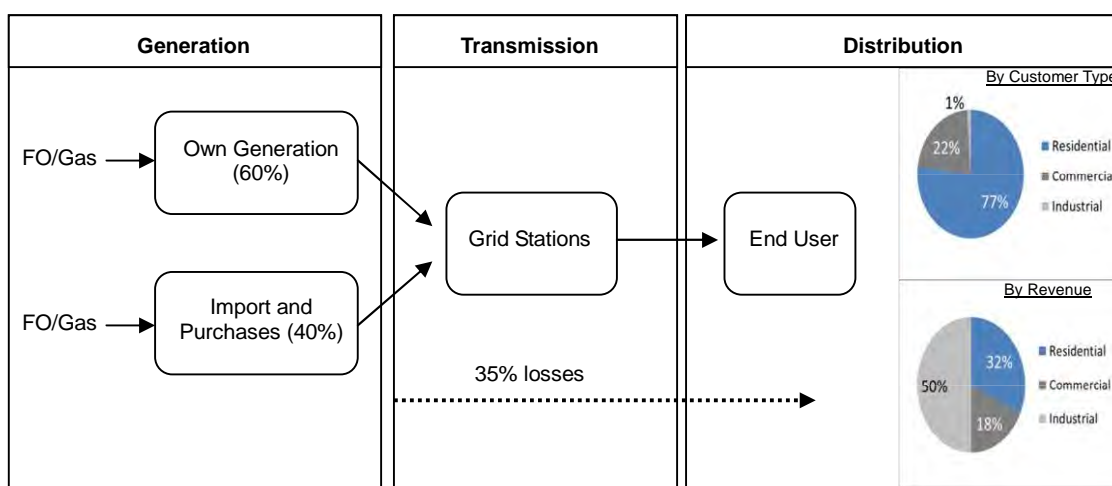 Generation
Transmission
Distribution
FO/Gas
Own Generation
(60%)
FO/Gas
Import and
Purchases (40%)
Grid Stations
35% losses
End User
By Customer Type
1%
22%
77%
Residential
Commercia
Industrial
By Revenue
32%
50%
18%
Residential
Commercial
Industrial